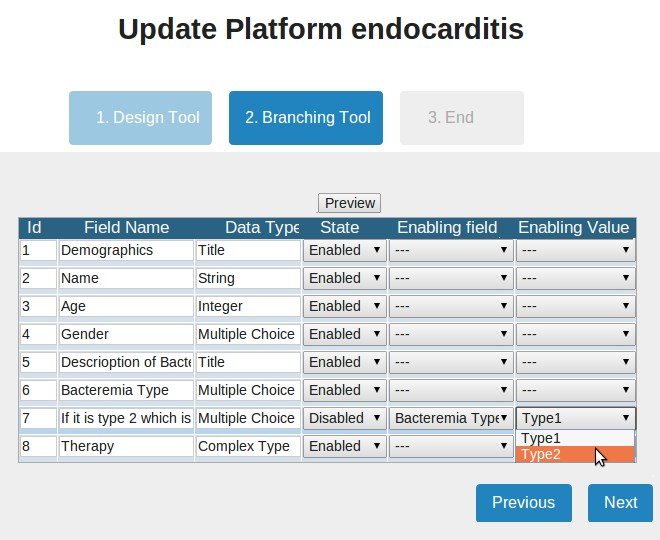 Update Platform endocarditis
1. Design Tool 2. Branching Tool 3. End
Preview
Id Field Name Data Type State Enabling field Enabling Value
1 Demographics Title Enabled --- ---
2 Name String Enabled --- ---
3 Age Integer Enabled --- ---
4 Gender Multiple Choice Enabled --- ---
5 Descrioption of Bacte Title Enabled --- ---
6 Bacteremia Type Multiple Choice Enabled --- ---
7 If it is type 2 which is Multiple Choice Disabled Bacteremia Type Type1
Type1
8 Therapy Complex Type Enabled ---
Type2
Previous Next